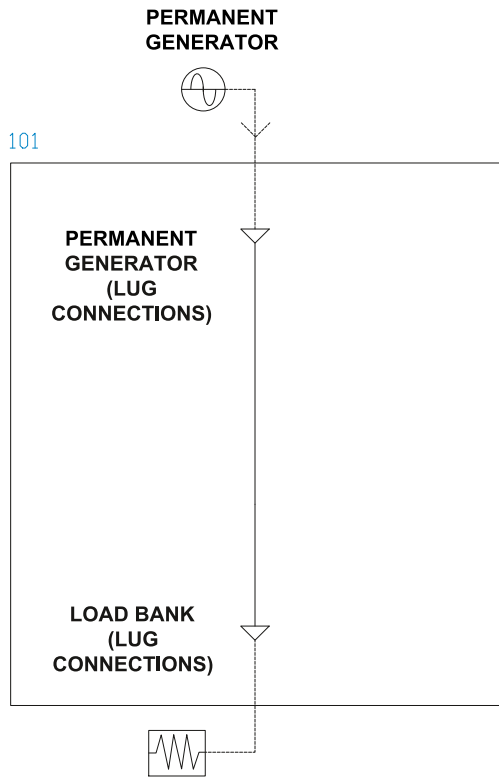 PERMANENT
GENERATOR
101
PERMANENT
GENERATOR
(LUG
CONNECTIONS)
LOAD BANK
(LUG
CONNECTIONS)